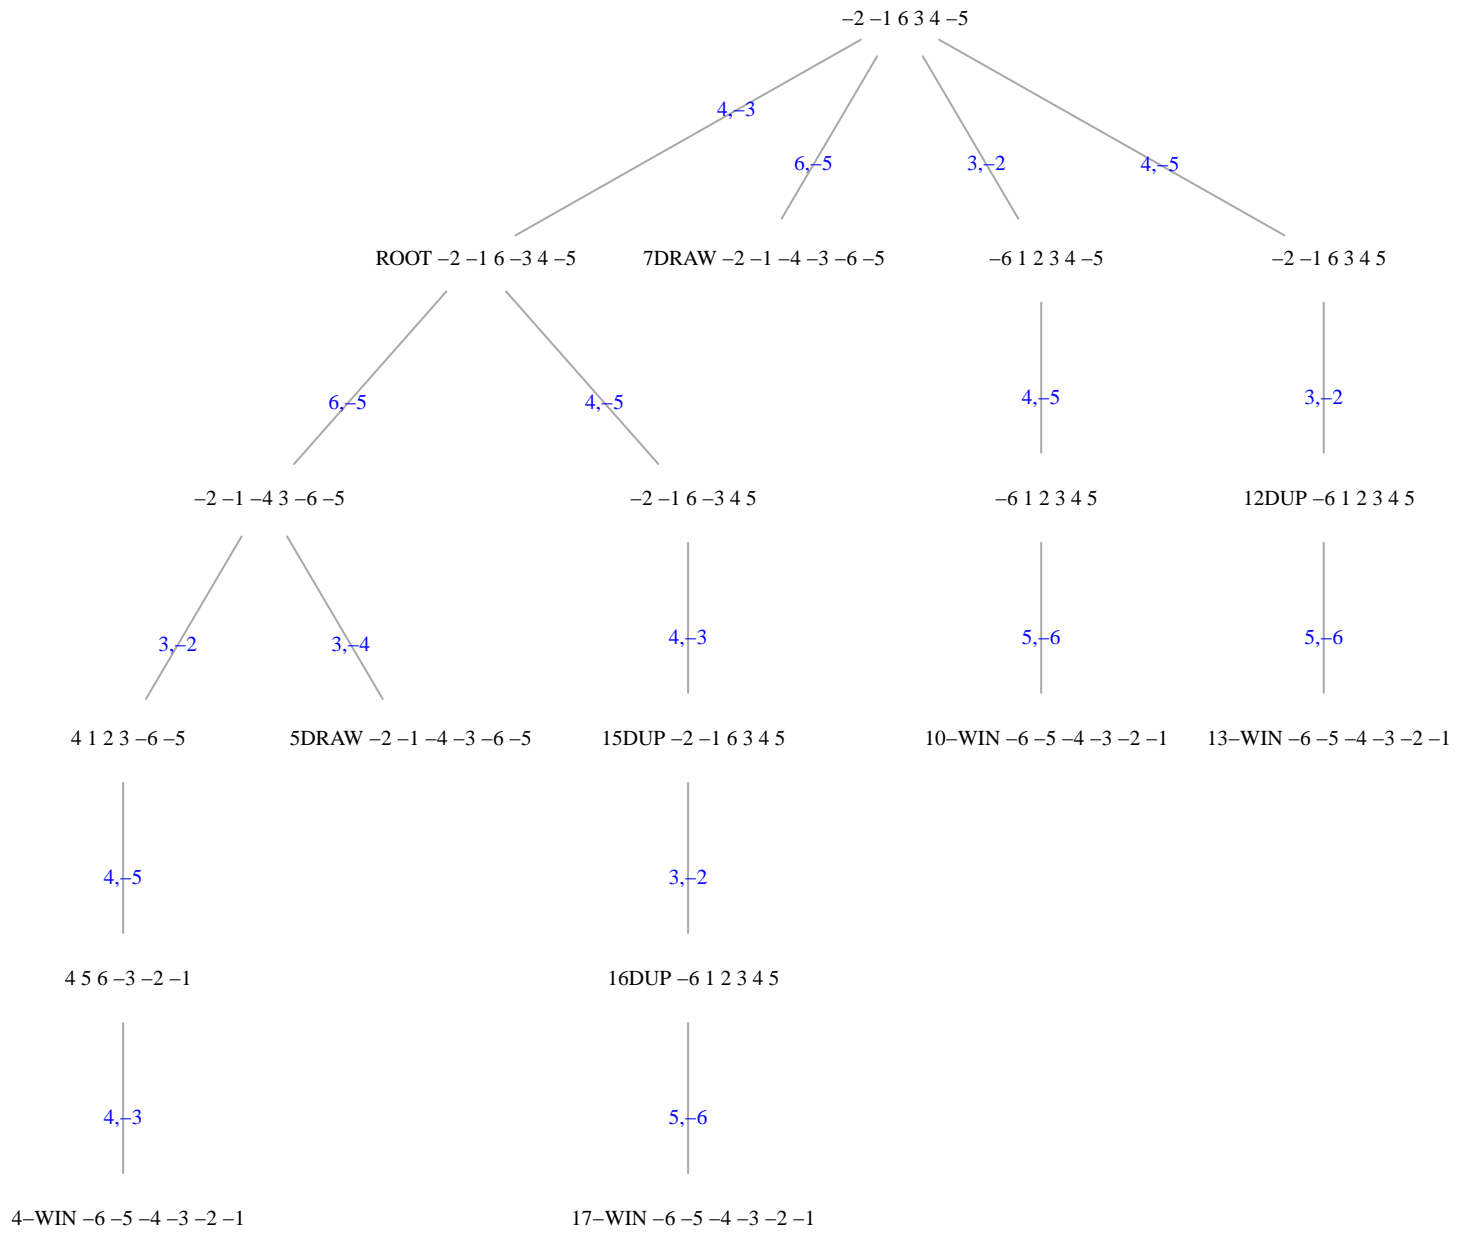 –2 –1 6 3 4 –5
4,–3
6,–5
3,–2
4,–5
ROOT –2 –1 6 –3 4 –5
7DRAW –2 –1 –4 –3 –6 –5
–6 1 2 3 4 –5
–2 –1 6 3 4 5
6,–5
4,–5
4,–5
3,–2
–2 –1 –4 3 –6 –5
–2 –1 6 –3 4 5
–6 1 2 3 4 5
12DUP –6 1 2 3 4 5
3,–2
3,–4
4,–3
5,–6
5,–6
4 1 2 3 –6 –5
5DRAW –2 –1 –4 –3 –6 –5
15DUP –2 –1 6 3 4 5
10–WIN –6 –5 –4 –3 –2 –1
13–WIN –6 –5 –4 –3 –2 –1
4,–5
3,–2
4 5 6 –3 –2 –1
16DUP –6 1 2 3 4 5
4,–3
5,–6
4–WIN –6 –5 –4 –3 –2 –1
17–WIN –6 –5 –4 –3 –2 –1